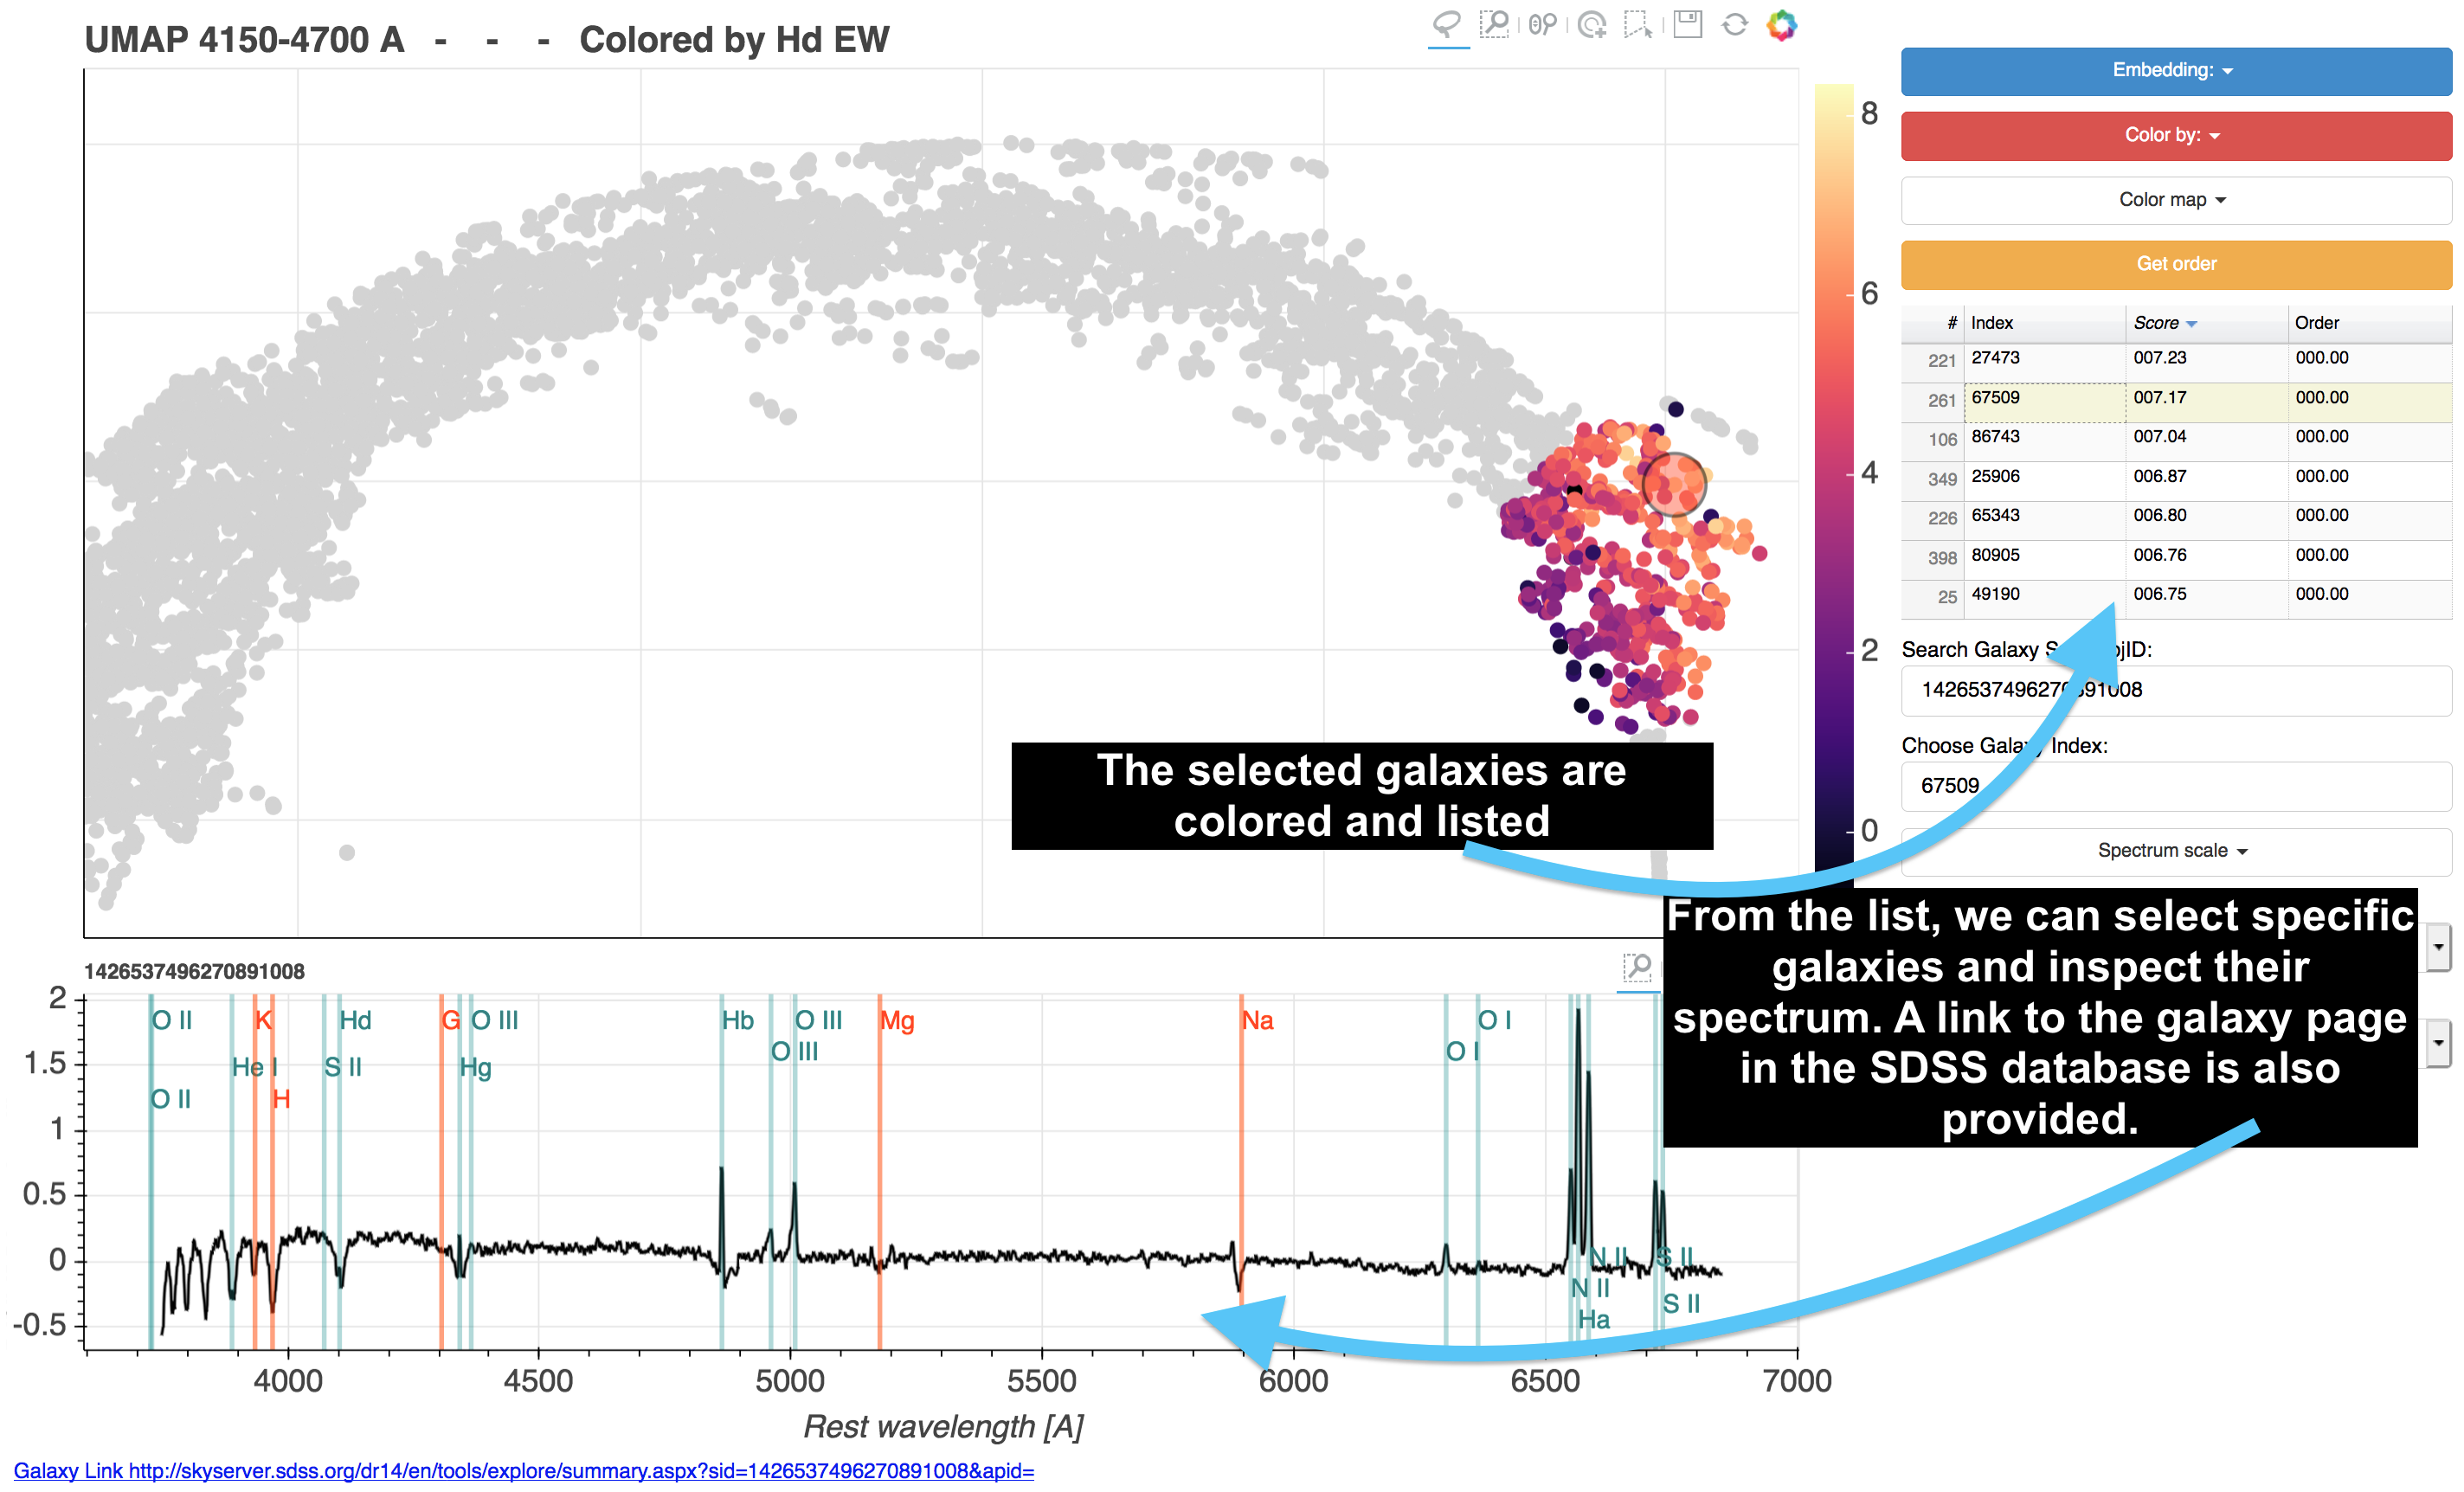 UMAP 4150-4700 A - - - Colored by Hd EW
8
6
4
2
0
Embedding:
Color by:
Color map
Get order
# Index Score Order
221 27473 007.23 000.00
261 67509 007.17 000.00
106 86743 007.04 000.00
349 25906 006.87 000.00
226 65343 006.80 000.00
398 80905 006.76 000.00
25 49190 006.75 000.00
Search Galaxy
1426537496270891008
Choose Galaxy Index:
67509
Spectrum scale
The selected galaxies are
colored and listed
From the list, we can select specific
galaxies and inspect their
spectrum. A link to the galaxy page
in the SDSS database is also
provided.
1426537496270891008
2
1.5
1
0.5
0
-0.5
O II K Hd G O III Hb O III Mg Na O I
O III O I
He I S II Hg
O II H
N II S II
N II S II
Ha
4000 4500 5000 5500 6000 6500 7000
Rest wavelength [A]
Galaxy Link http://skyserver.sdss.org/dr14/en/tools/explore/summary.aspx?sid=1426537496270891008&apid=